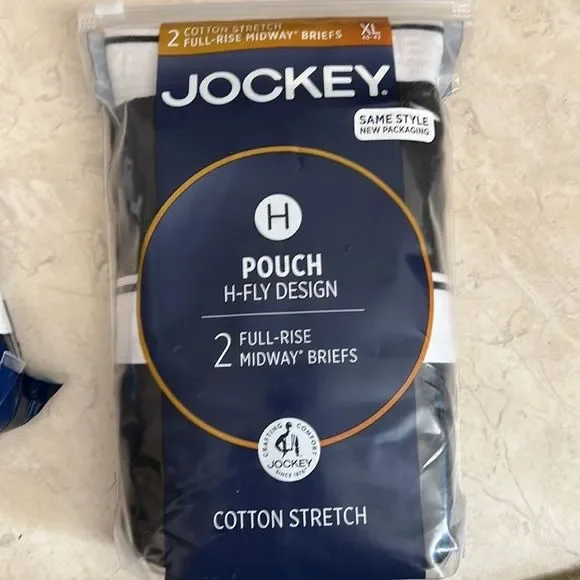 2 COTTON STRETCH
FULL-RISE MIDWAY® BRIEFS
XL
JOCKEY®
SAME STYLE
NEW PACKAGING
H
POUCH
H-FLY DESIGN
2 FULL-RISE
MIDWAY® BRIEFS
CRAFTING COMFORT
JOCKEY
SINCE 1876
COTTON STRETCH